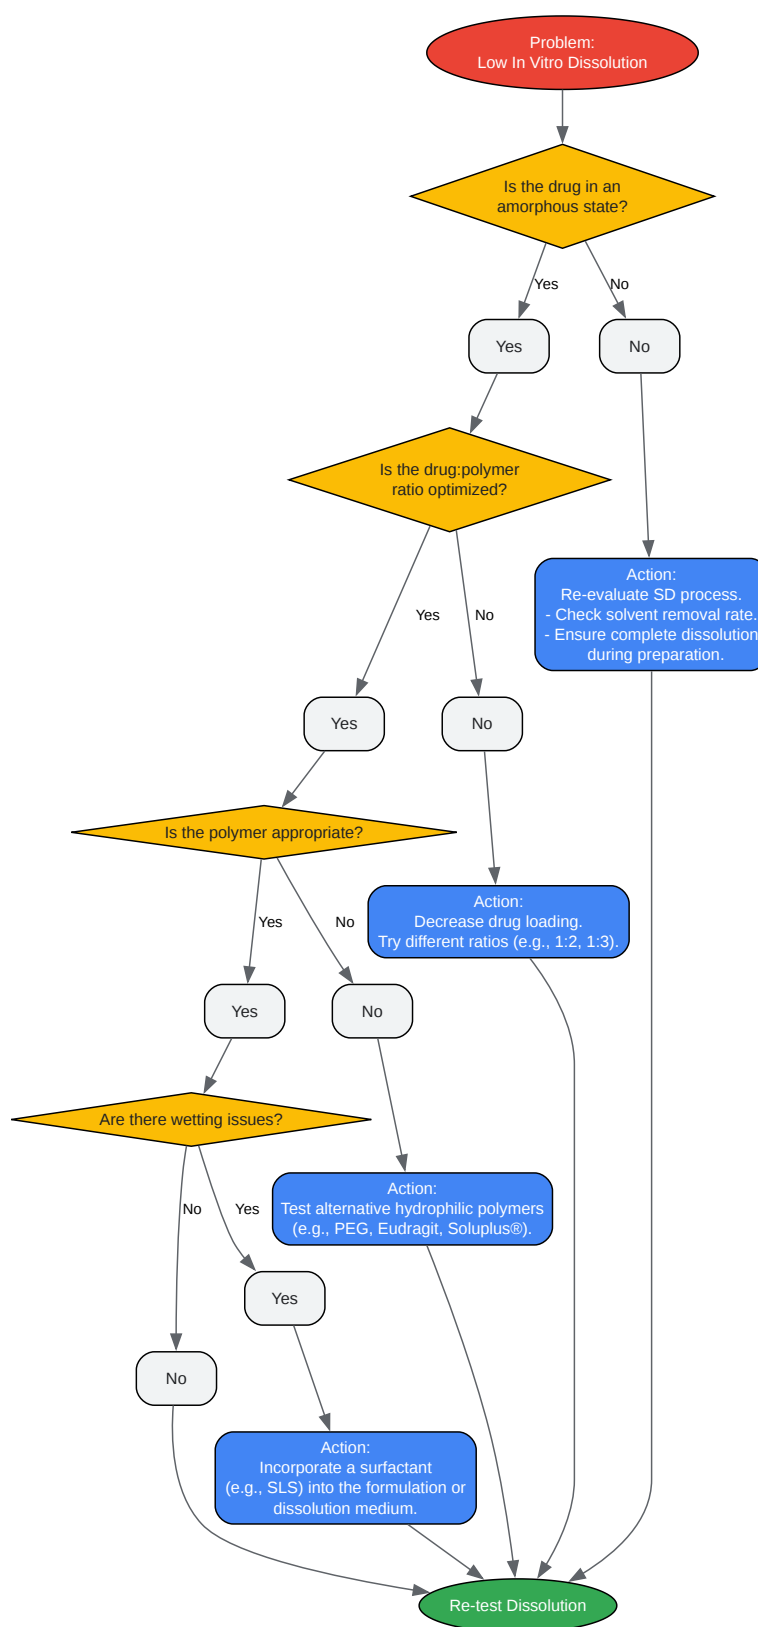 Problem:
Low In Vitro Dissolution
Is the drug in an
amorphous state?
Yes
No
Yes
No
Is the drug:polymer
ratio optimized?
Action:
Re-evaluate SD process.
- Check solvent removal rate.
- Ensure complete dissolution
during preparation.
Yes
No
Yes
No
Is the polymer appropriate?
Action:
Decrease drug loading.
Try different ratios (e.g., 1:2, 1:3).
Yes
No
Yes
No
Are there wetting issues?
Action:
Test alternative hydrophilic polymers
(e.g., PEG, Eudragit, Soluplus®).
No
Yes
Yes
No
Action:
Incorporate a surfactant
(e.g., SLS) into the formulation or
dissolution medium.
Re-test Dissolution